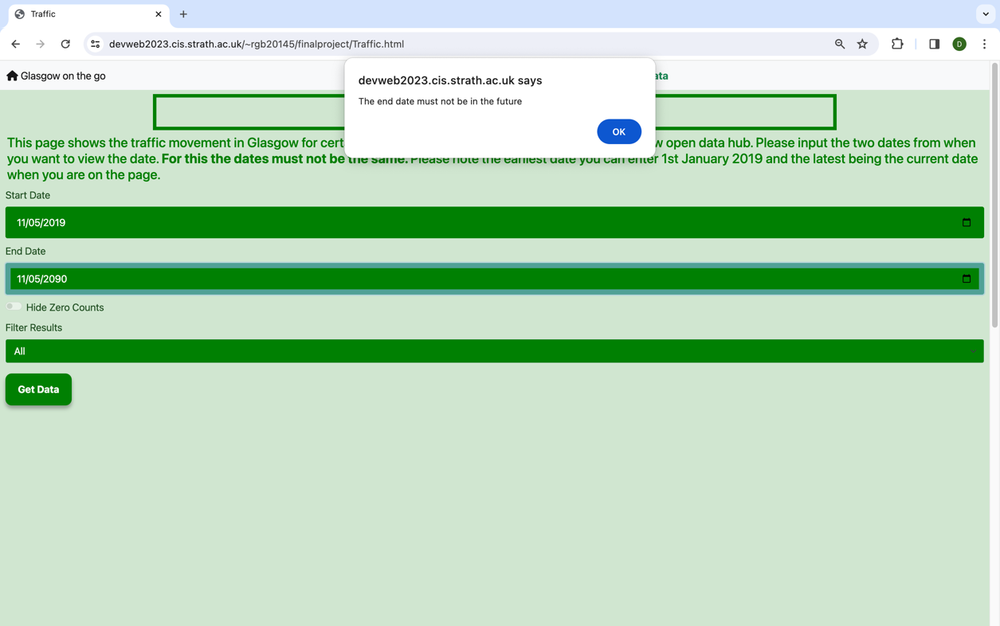 Traffic
devweb2023.cis.strath.ac.uk/~rgb20145/finalproject/Traffic.html
D
Glasgow on the go
devweb2023.cis.strath.ac.uk says
The end date must not be in the future
OK
This page shows the traffic movement in Glasgow for open data hub. Please input the two dates from when
you want to view the date. For this the dates must not be the same. Please note the earliest date you can enter 1st January 2019 and the latest being the current date
when you are on the page.
Start Date
11/05/2019
End Date
11/05/2090
Hide Zero Counts
Filter Results
All
Get Data